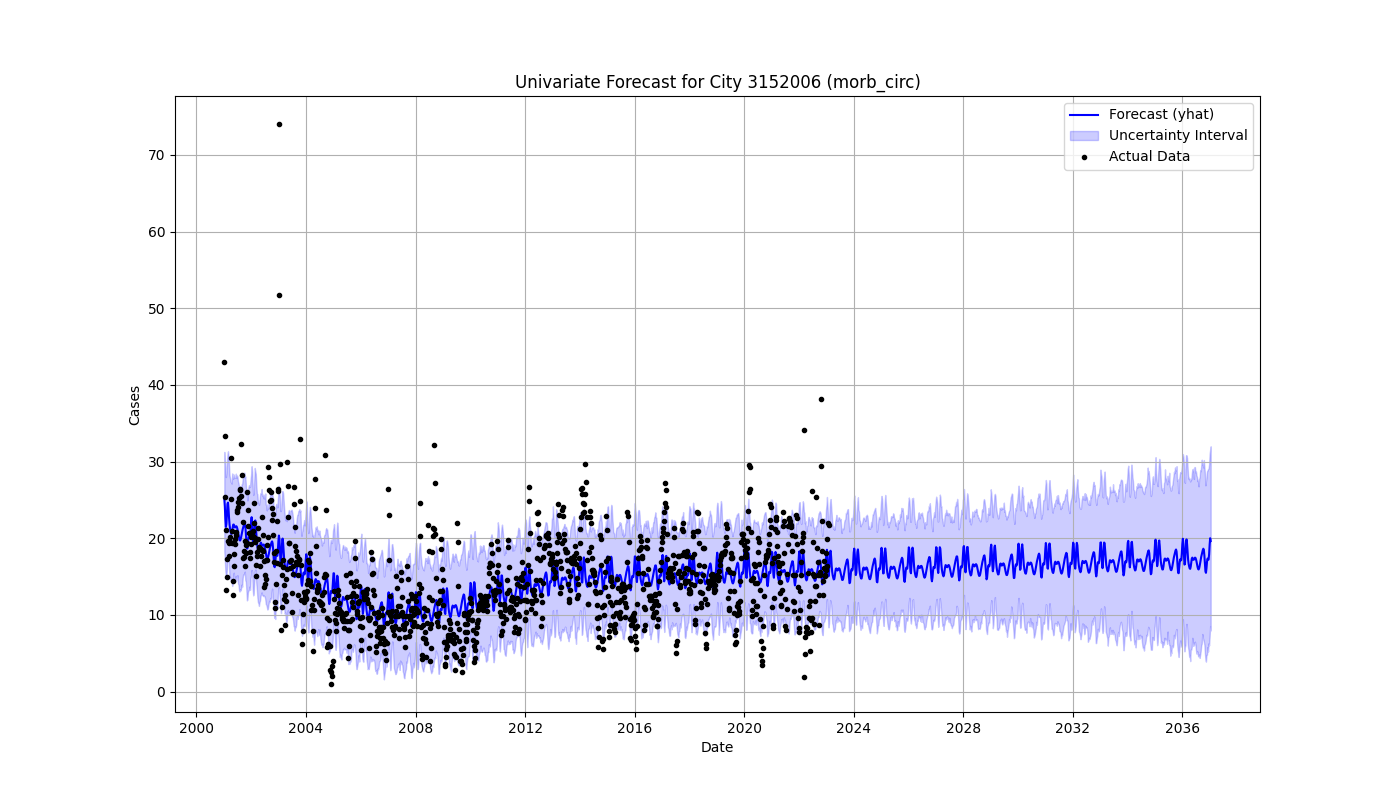 Univariate Forecast for City 3152006 (morb_circ)
Forecast (yhat)
Uncertainty Interval
Actual Data
Cases
70
60
50
40
30
20
10
0
2000 2004 2008 2012 2016 2020 2024 2028 2032 2036
Date